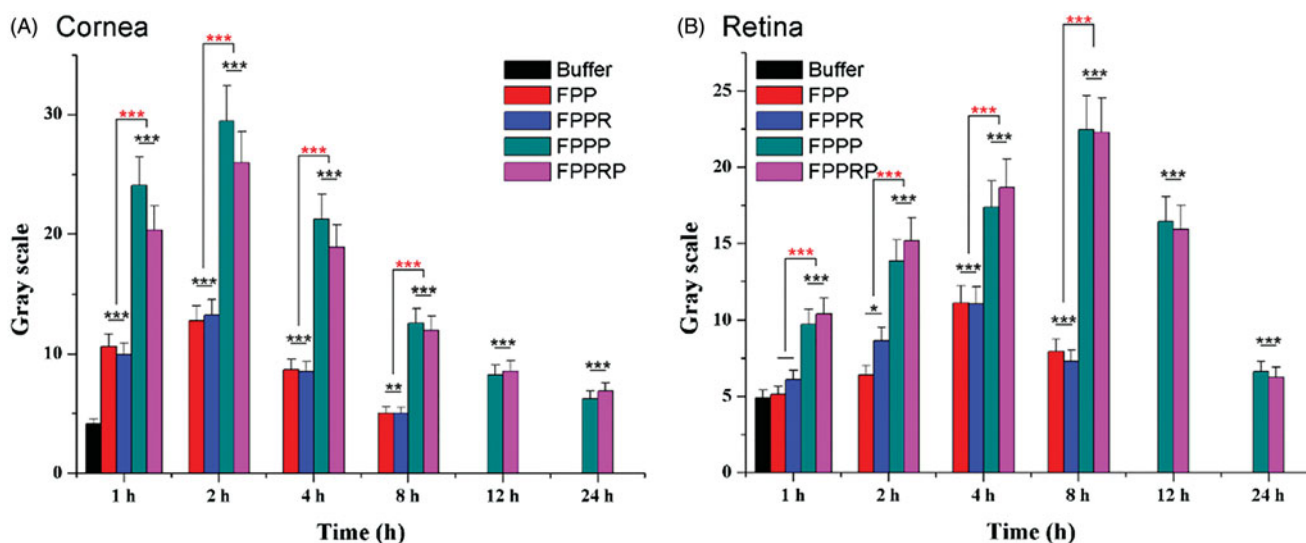 (A) Cornea
Gray scale
30
20
10
0
Buffer
FPP
FPPR
FPPP
FPPRP
***
***
***
***
***
***
***
***
***
***
***
**
***
***
1 h
2 h
4 h
8 h
12 h
24 h
Time (h)
(B) Retina
Gray scale
25
20
15
10
5
0
Buffer
FPP
FPPR
FPPP
FPPRP
***
***
***
*
***
***
***
***
***
***
***
***
***
1 h
2 h
4 h
8 h
12 h
24 h
Time (h)